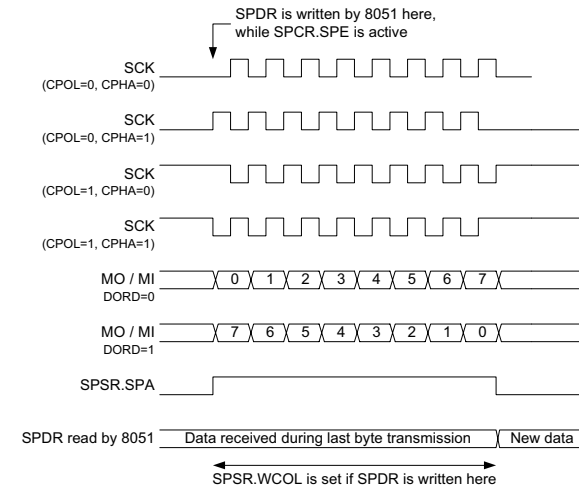 SPDR is written by 8051 here,
while SPCR.SPE is active
SCK
(CPOL=0, CPHA=0)
SCK
(CPOL=0, CPHA=1)
SCK
(CPOL=1, CPHA=0)
SCK
(CPOL=1, CPHA=1)
MO / MI 0 1 2 3 4 5 6 7
DORD=0
MO / MI 7 6 5 4 3 2 1 0
DORD=1
SPSR.SPA
SPDR read by 8051 Data received during last byte transmission New data
SPSR.WCOL is set if SPDR is written here